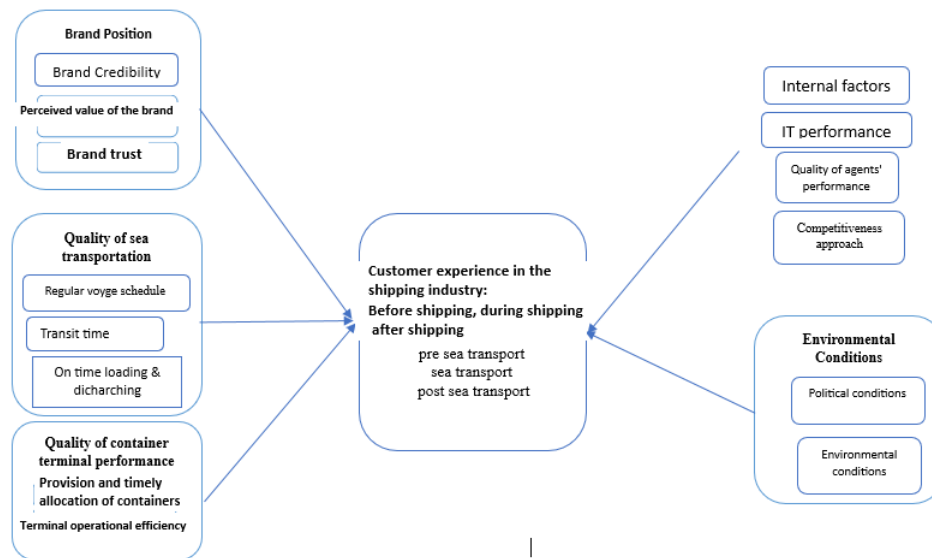 Brand Position
Brand Credibility
Perceived value of the brand
Brand trust
Quality of sea
transportation
Regular voyge schedule
Transit time
On time loading &
dicharching
Quality of container
terminal performance
Provision and timely
allocation of containers
Terminal operational efficiency
Customer experience in the
shipping industry:
Before shipping, during shipping
after shipping
pre sea transport
sea transport
post sea transport
Internal factors
IT performance
Quality of agents'
performance
Competitiveness
approach
Environmental
Conditions
Political conditions
Environmental
conditions